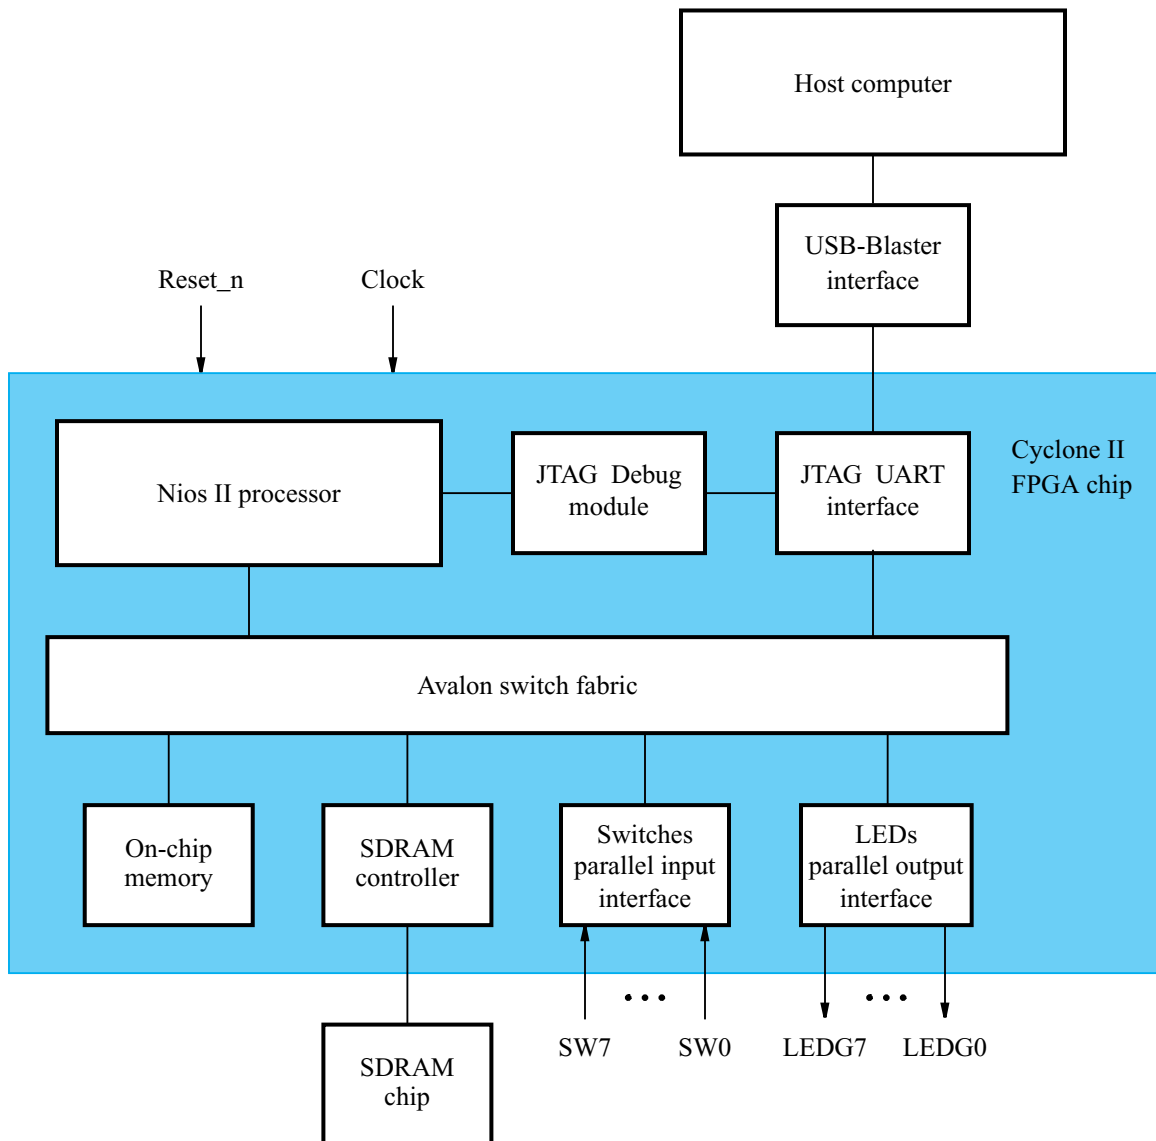 Host computer
USB-Blaster
interface
Reset_n
Clock
Cyclone II
FPGA chip
Nios II processor
JTAG Debug
module
JTAG UART
interface
Avalon switch fabric
On-chip
memory
SDRAM
controller
Switches
parallel input
interface
LEDs
parallel output
interface
SW7
SW0
LEDG7
LEDG0
SDRAM
chip